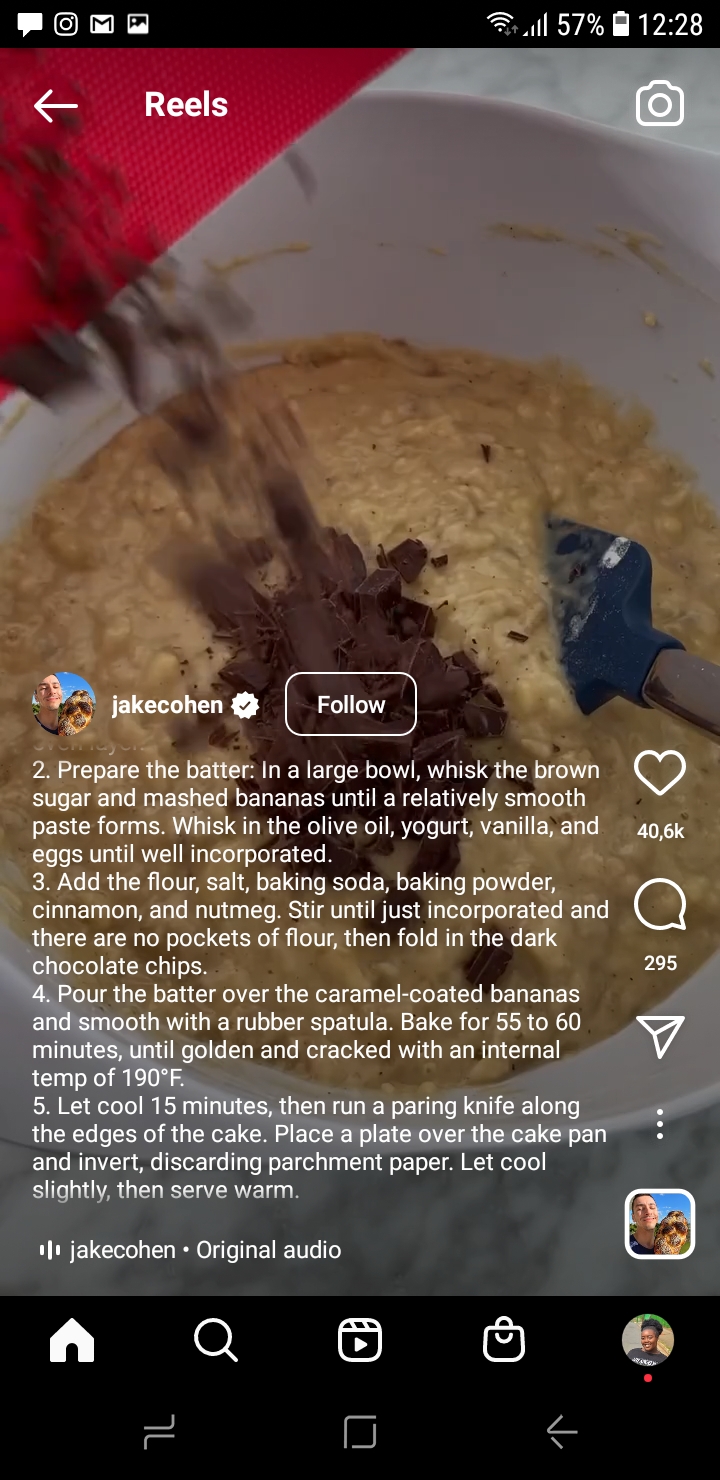 57% 12:28
Reels
jakecohen Follow
2. Prepare the batter: In a large bowl, whisk the brown
sugar and mashed bananas until a relatively smooth
paste forms. Whisk in the olive oil, yogurt, vanilla, and
eggs until well incorporated.
3. Add the flour, salt, baking soda, baking powder,
cinnamon, and nutmeg. Stir until just incorporated and
there are no pockets of flour, then fold in the dark
chocolate chips.
4. Pour the batter over the caramel-coated bananas
and smooth with a rubber spatula. Bake for 55 to 60
minutes, until golden and cracked with an internal
temp of 190°F.
5. Let cool 15 minutes, then run a paring knife along
the edges of the cake. Place a plate over the cake pan
and invert, discarding parchment paper. Let cool
slightly, then serve warm.
40,6k
295
jakecohen • Original audio